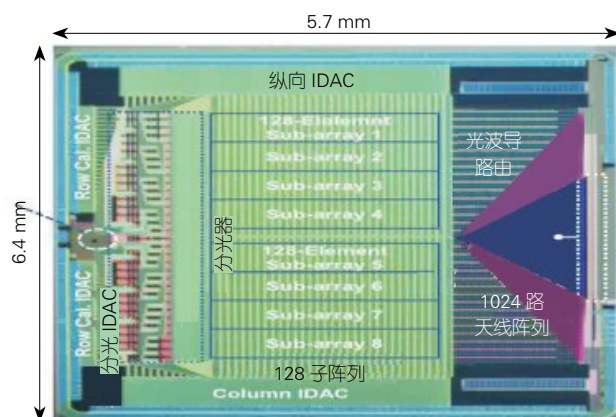 5.7 mm
6.4 mm
纵向 IDAC
Row Cal. IDAC
128-Elalemnt
Sub-array 1
Sub-array 2
Sub-array 3
Sub-array 4
光波导
路由
分光器
Row Cal. IDAC
分光 IDAC
128-Element
Sub-array 5
Sub-array 6
Sub-array 7
Sub-array 8
1024 路
天线阵列
128 子阵列
Column IDAC